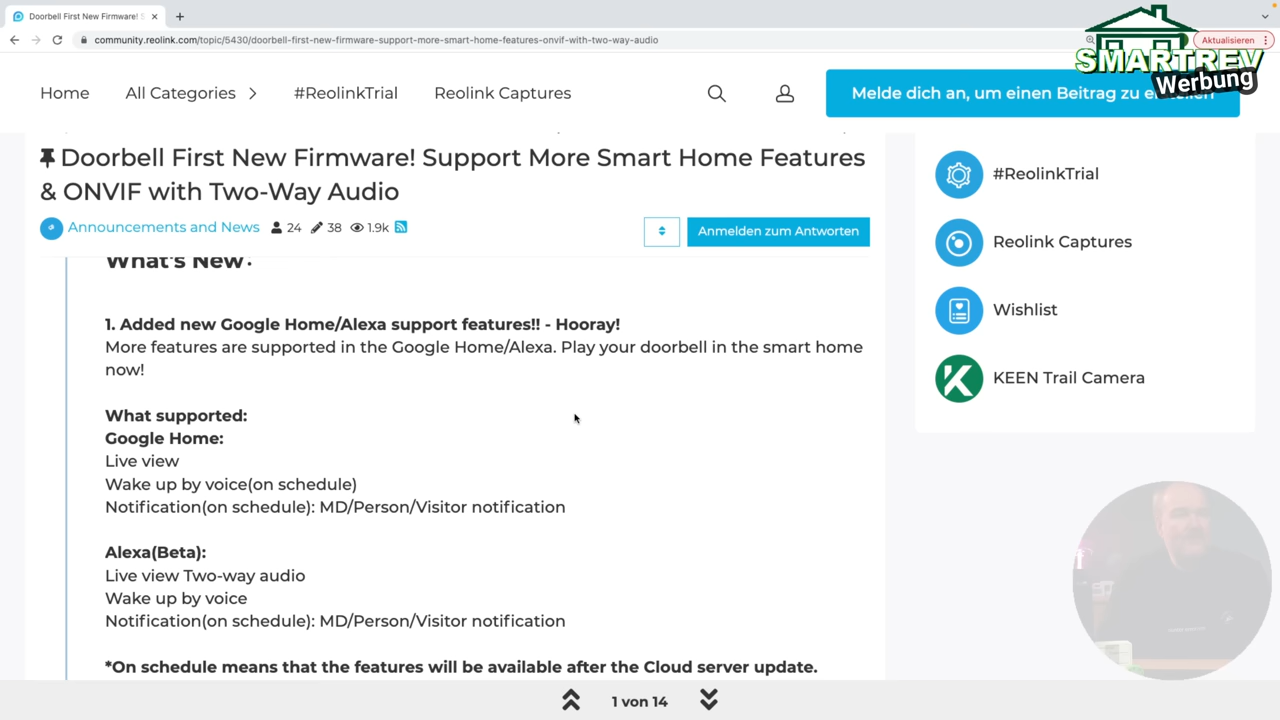 Doorbell First New Firmware! S
community.reolink.com/topic/5430/doorbell-first-new-firmware-support-more-smart-home-features-onvif-with-two-way-audio
Aktualisieren
SMARTREV
Werbung
Home
All Categories
#ReolinkTrial
Reolink Captures
Melde dich an, um einen Beitrag zu
Doorbell First New Firmware! Support More Smart Home Features
& ONVIF with Two-Way Audio
Announcements and News
24
38
1.9k
Anmelden zum Antworten
What's New:
1. Added new Google Home/Alexa support features!! - Hooray!
More features are supported in the Google Home/Alexa. Play your doorbell in the smart home
now!
What supported:
Google Home:
Live view
Wake up by voice(on schedule)
Notification(on schedule): MD/Person/Visitor notification
Alexa(Beta):
Live view Two-way audio
Wake up by voice
Notification(on schedule): MD/Person/Visitor notification
*On schedule means that the features will be available after the Cloud server update.
#ReolinkTrial
Reolink Captures
Wishlist
KEEN Trail Camera
1 von 14